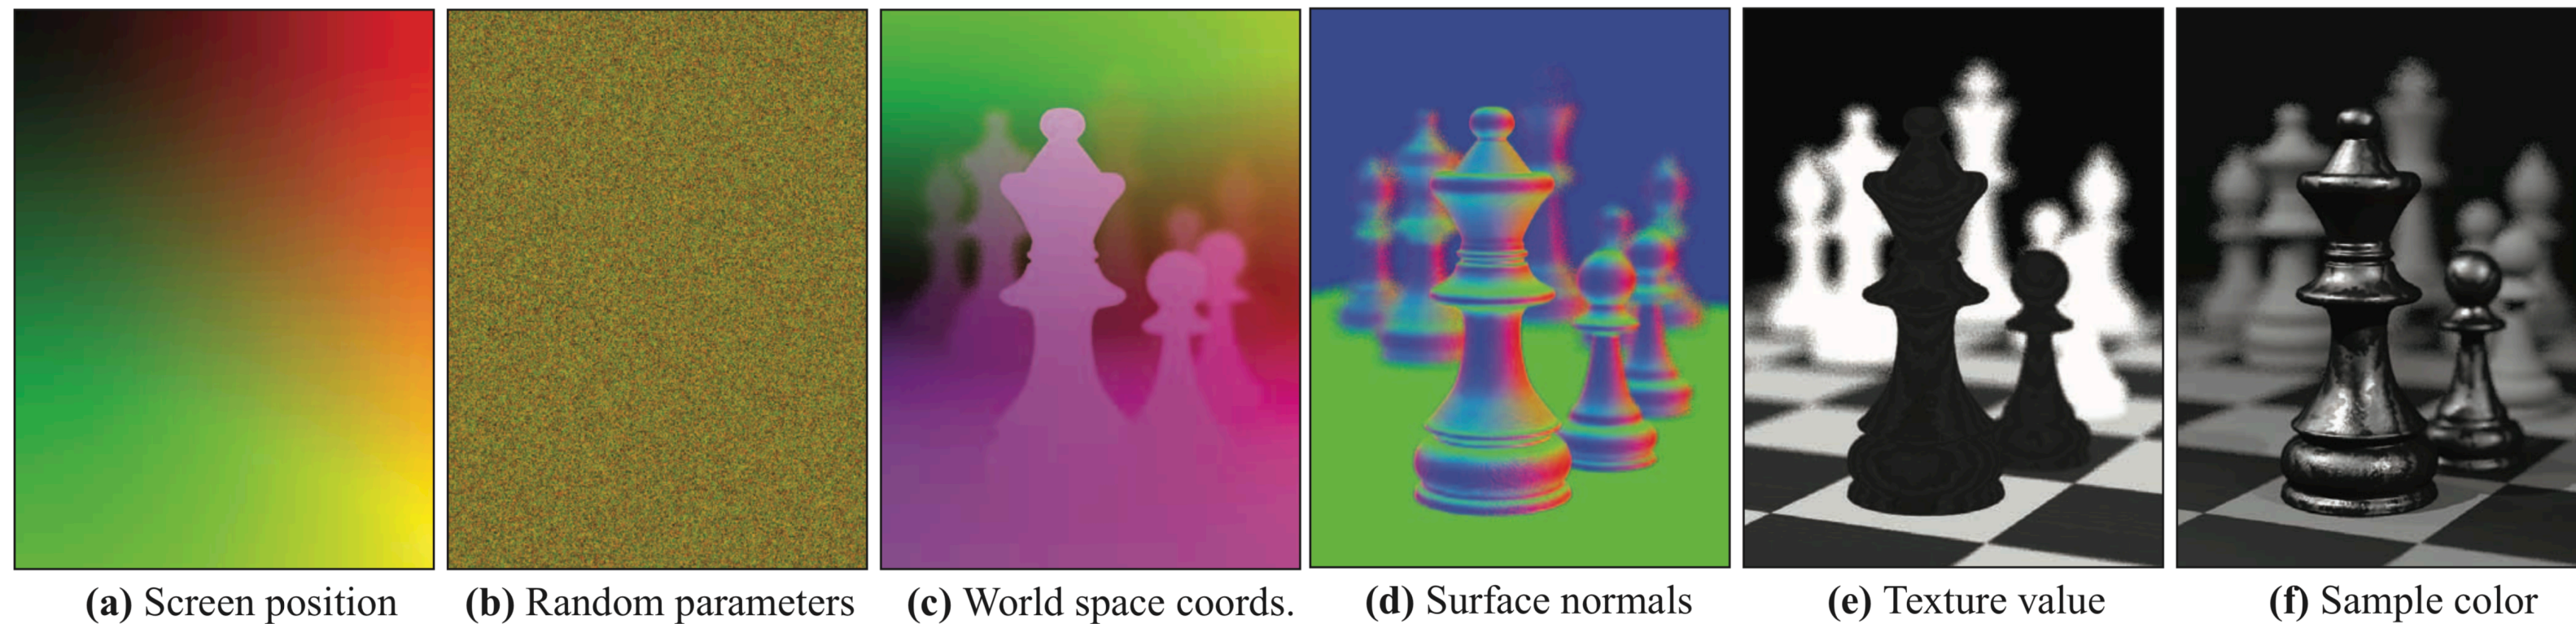 (a) Screen position
(b) Random parameters
(c) World space coords.
(d) Surface normals
(e) Texture value
(f) Sample color